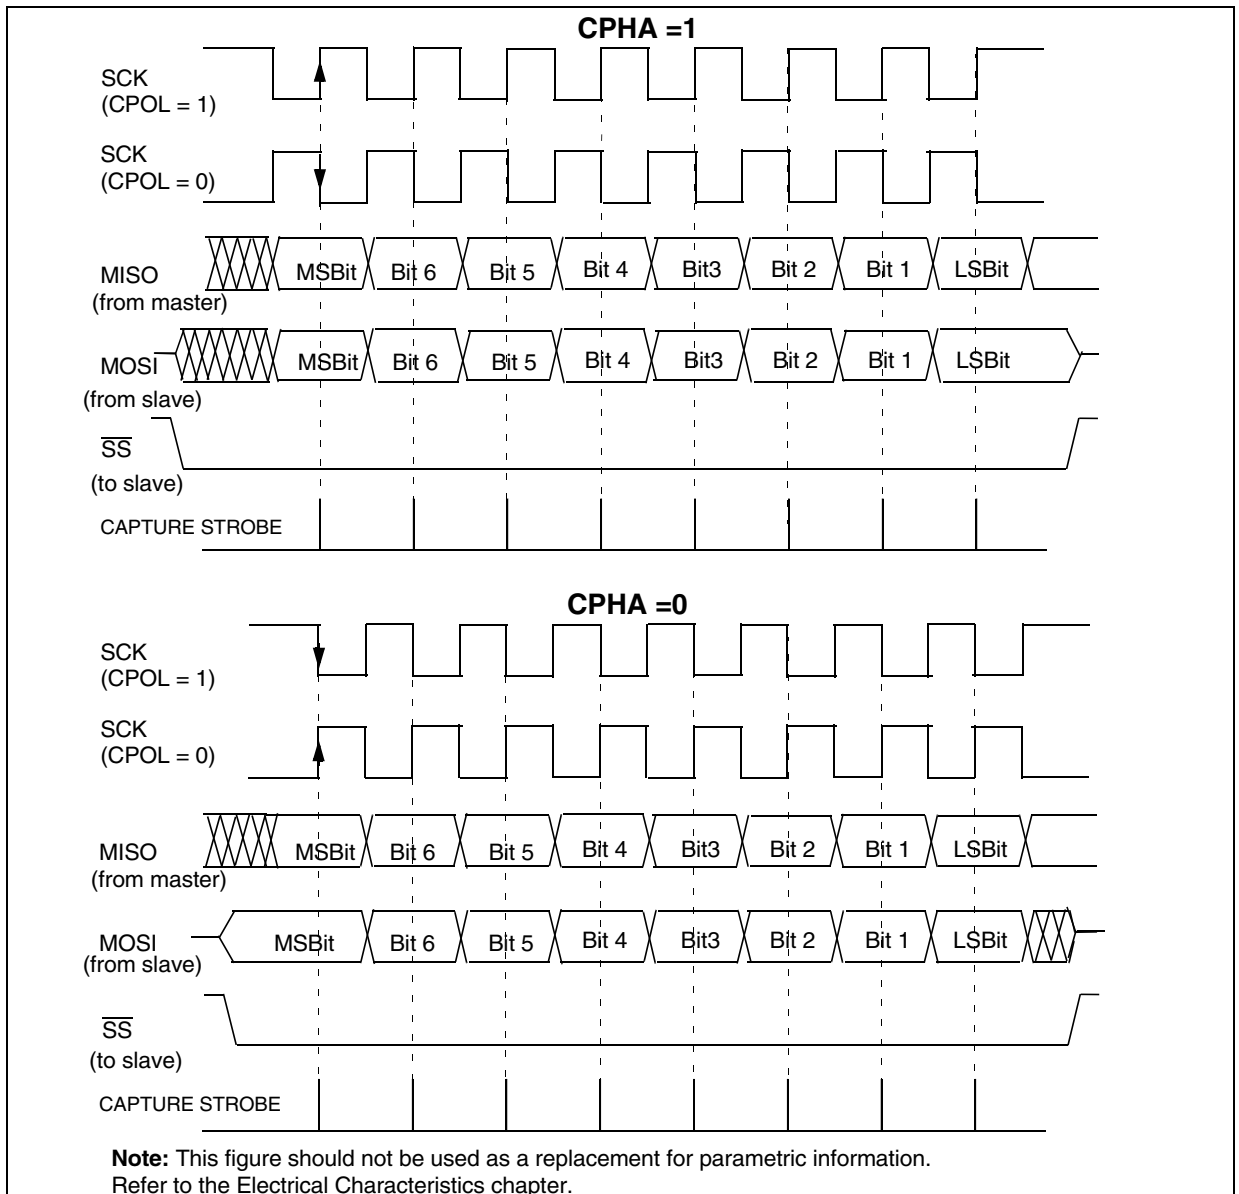 CPHA =1
SCK
(CPOL = 1)
SCK
(CPOL = 0)
MISO
(from master)
MSBit Bit 6 Bit 5 Bit 4 Bit3 Bit 2 Bit 1 LSBit
MOSI
(from slave)
MSBit Bit 6 Bit 5 Bit 4 Bit3 Bit 2 Bit 1 LSBit
SS
(to slave)
CAPTURE STROBE
CPHA =0
SCK
(CPOL = 1)
SCK
(CPOL = 0)
MISO
(from master)
MSBit Bit 6 Bit 5 Bit 4 Bit3 Bit 2 Bit 1 LSBit
MOSI
(from slave)
MSBit Bit 6 Bit 5 Bit 4 Bit3 Bit 2 Bit 1 LSBit
SS
(to slave)
CAPTURE STROBE
Note: This figure should not be used as a replacement for parametric information.
Refer to the Electrical Characteristics chapter.